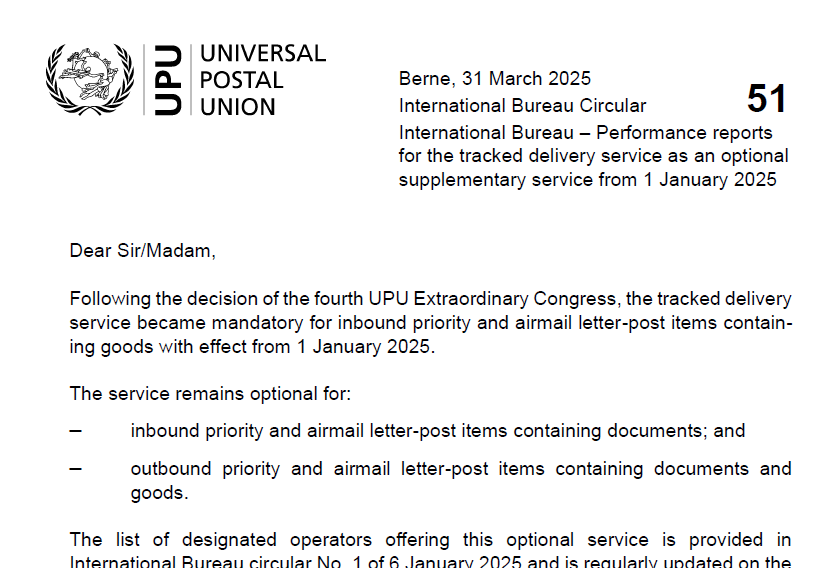 UPU
UNIVERSAL
POSTAL
UNION
Berne, 31 March 2025
International Bureau Circular
51
International Bureau – Performance reports
for the tracked delivery service as an optional
supplementary service from 1 January 2025
Dear Sir/Madam,
Following the decision of the fourth UPU Extraordinary Congress, the tracked delivery
service became mandatory for inbound priority and airmail letter-post items contain-
ing goods with effect from 1 January 2025.
The service remains optional for:
– inbound priority and airmail letter-post items containing documents; and
– outbound priority and airmail letter-post items containing documents and
goods.
The list of designated operators offering this optional service is provided in
International Bureau circular No. 1 of 6 January 2025 and is regularly updated on the